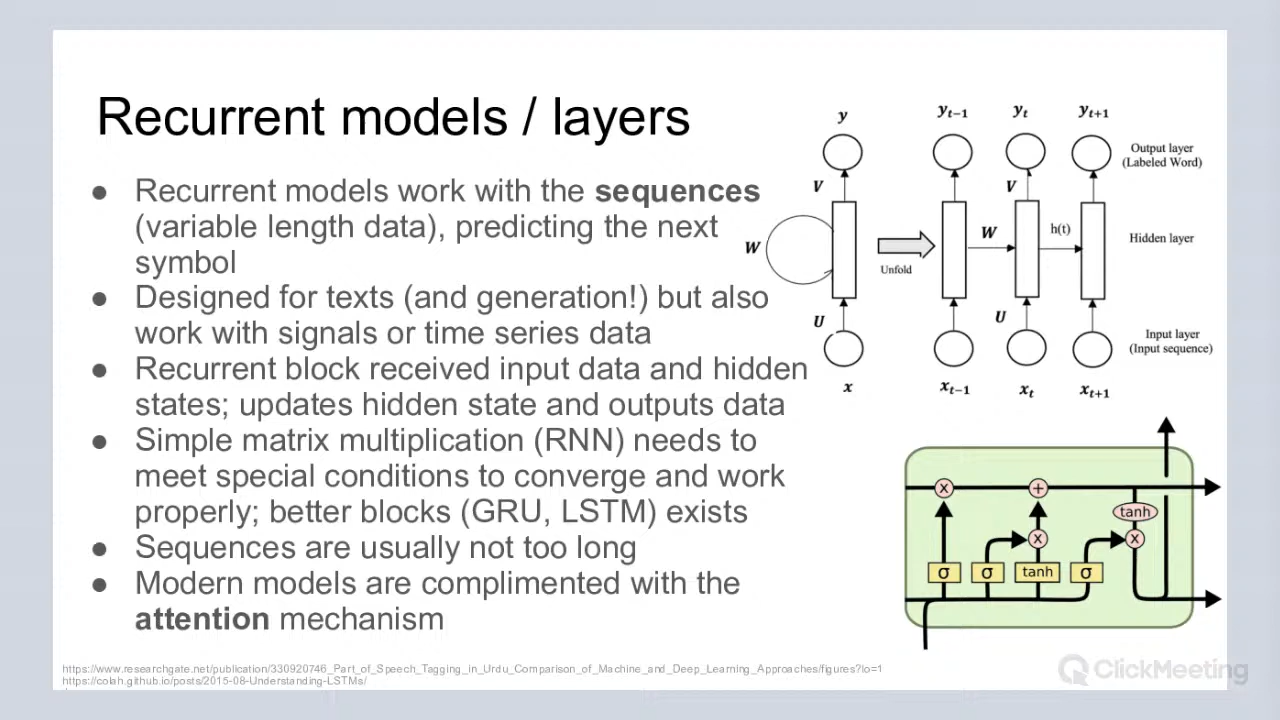 Recurrent models / layers
● Recurrent models work with the sequences
(variable length data), predicting the next
symbol
● Designed for texts (and generation!) but also
work with signals or time series data
● Recurrent block received input data and hidden
states; updates hidden state and outputs data
● Simple matrix multiplication (RNN) needs to
meet special conditions to converge and work
properly; better blocks (GRU, LSTM) exists
● Sequences are usually not too long
● Modern models are complimented with the
attention mechanism
y
y_{t-1} y_t y_{t+1}
Output layer
(Labeled Word)
V V
W W h(t)
Hidden layer
Unfold
U U
Input layer
(Input sequence)
x x_{t-1} x_t x_{t+1}
x + tanh
x x
σ σ tanh σ
https://www.researchgate.net/publication/330920746_Part_of_Speech_Tagging_in_Urdu_Comparison_of_Machine_and_Deep_Learning_Approaches/figures?lo=1
https://colah.github.io/posts/2015-08-Understanding-LSTMs/
ClickMeeting